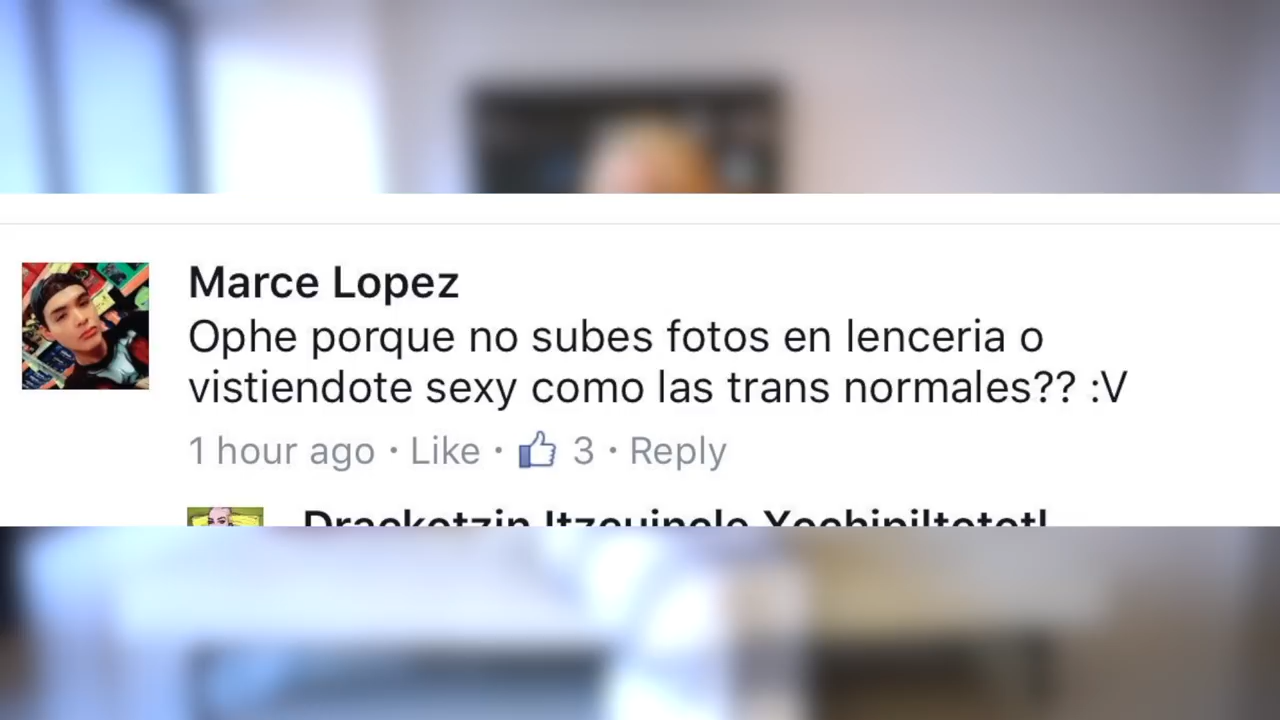 Marce Lopez
Ophe porque no subes fotos en lenceria o
vistiendote sexy como las trans normales?? :V
1 hour ago · Like · 3 · Reply